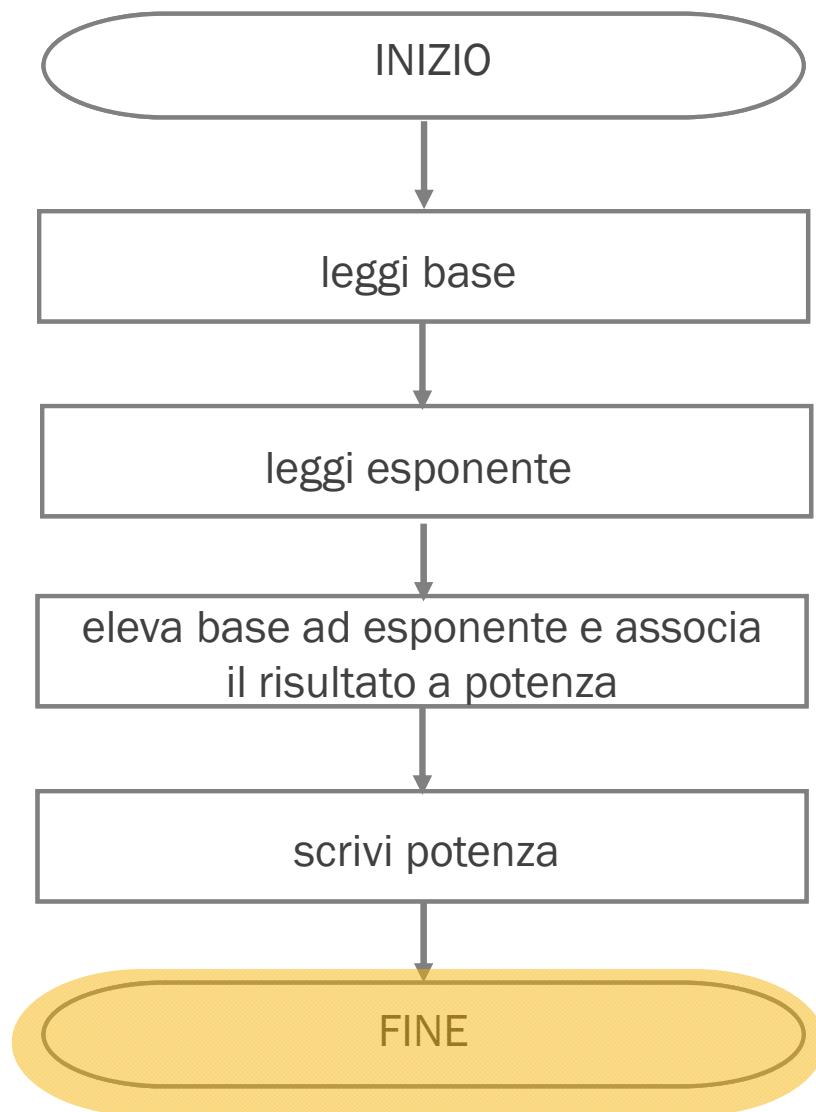 INIZIO
leggi base
leggi esponente
eleva base ad esponente e associa
il risultato a potenza
scrivi potenza
FINE